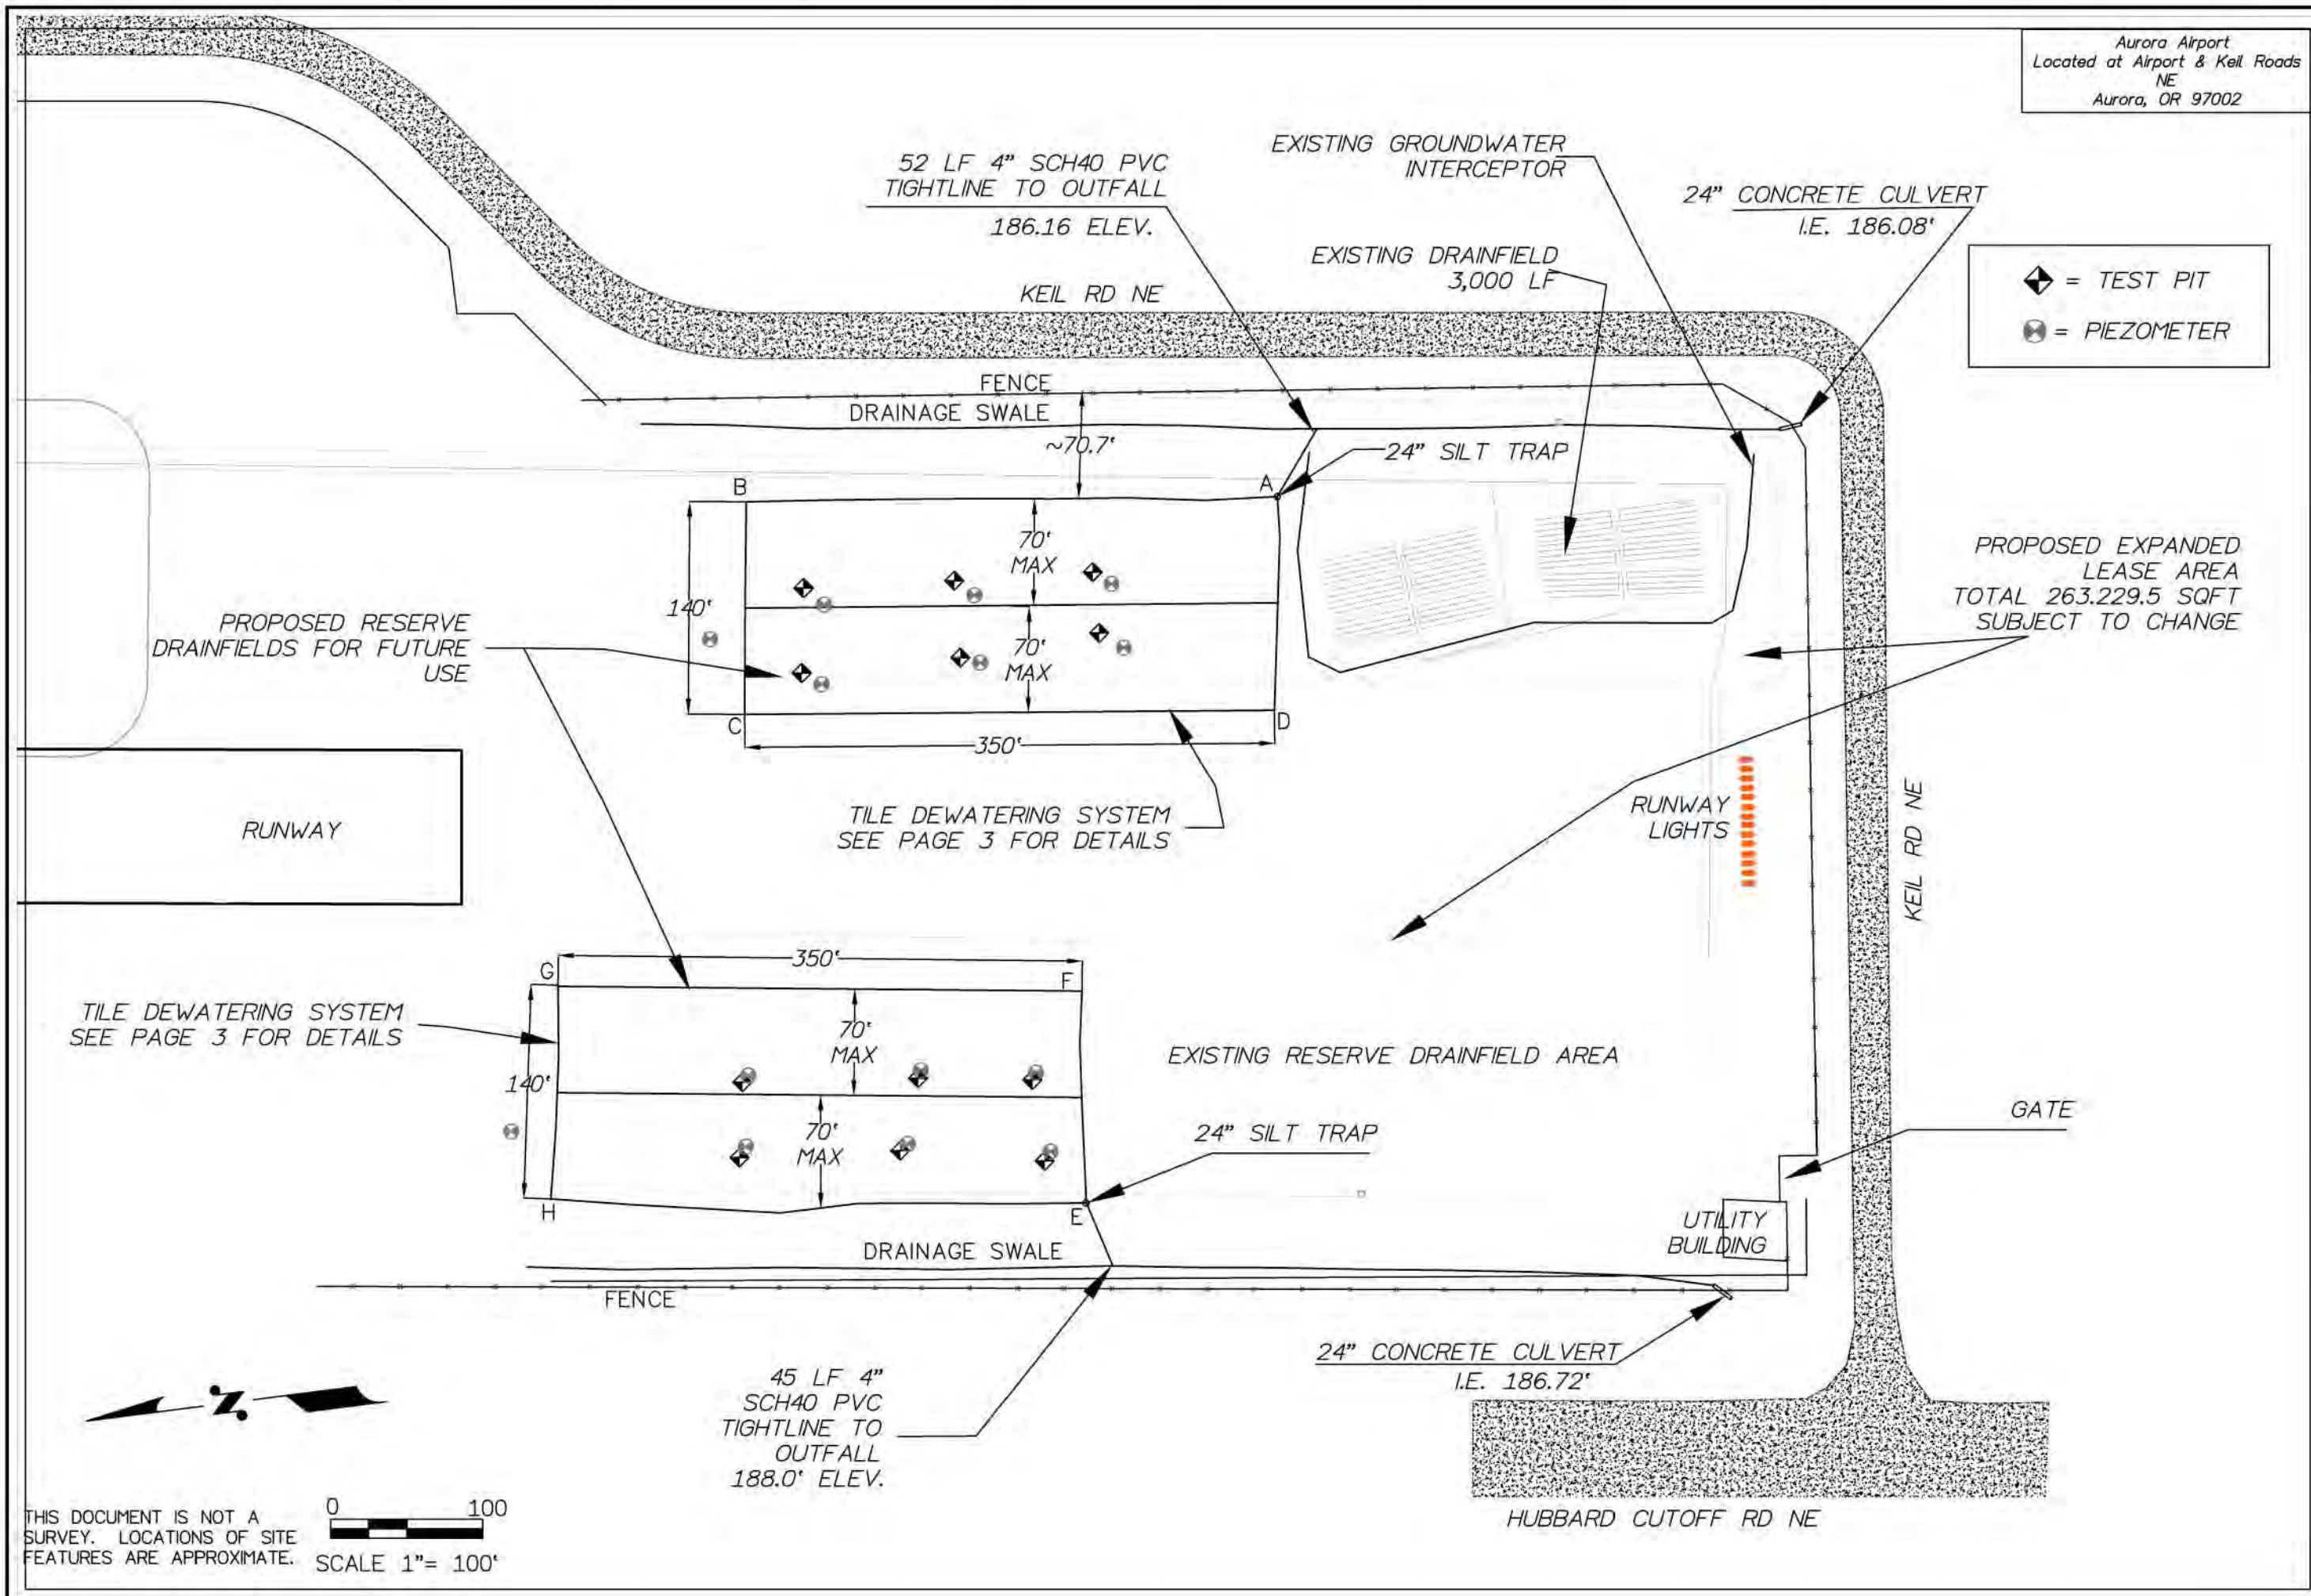 Aurora Airport
Located at Airport & Keil Roads
NE
Aurora, OR 97002
52 LF 4" SCH40 PVC
TIGHTLINE TO OUTFALL
186.16 ELEV.
EXISTING GROUNDWATER
INTERCEPTOR
24" CONCRETE CULVERT
I.E. 186.08'
EXISTING DRAINFIELD
3,000 LF
= TEST PIT
= PIEZOMETER
KEIL RD NE
FENCE
DRAINAGE SWALE
~70.7'
24" SILT TRAP
B
A
70'
MAX
140'
70'
MAX
C
D
350'
PROPOSED RESERVE
DRAINFIELDS FOR FUTURE
USE
PROPOSED EXPANDED
LEASE AREA
TOTAL 263.229.5 SQFT
SUBJECT TO CHANGE
RUNWAY
TILE DEWATERING SYSTEM
SEE PAGE 3 FOR DETAILS
RUNWAY
LIGHTS
KEIL RD NE
350'
G
F
TILE DEWATERING SYSTEM
SEE PAGE 3 FOR DETAILS
70'
MAX
140'
EXISTING RESERVE DRAINFIELD AREA
70'
MAX
24" SILT TRAP
GATE
H
E
UTILITY
BUILDING
DRAINAGE SWALE
FENCE
24" CONCRETE CULVERT
I.E. 186.72'
45 LF 4"
SCH40 PVC
TIGHTLINE TO
OUTFALL
188.0' ELEV.
Z
THIS DOCUMENT IS NOT A
SURVEY. LOCATIONS OF SITE
FEATURES ARE APPROXIMATE.
0 100
SCALE 1"= 100'
HUBBARD CUTOFF RD NE